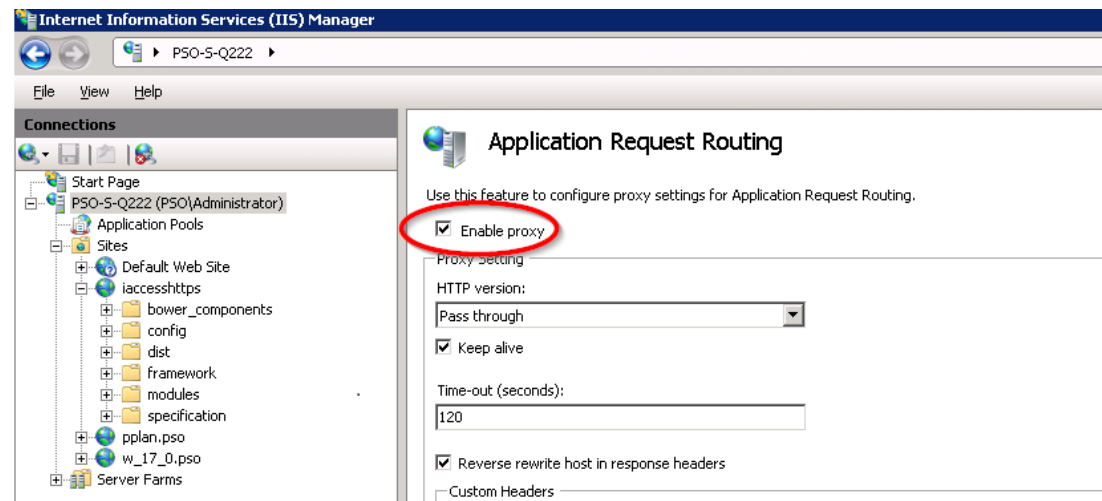 Internet Information Services (IIS) Manager
PSO-S-Q222
File View Help
Connections
Start Page
PSO-S-Q222 (PSO\Administrator)
Application Pools
Sites
Default Web Site
iaccesshttps
bower_components
config
dist
framework
modules
specification
pplan.pso
w_17_0.pso
Server Farms
Application Request Routing
Use this feature to configure proxy settings for Application Request Routing.
Enable proxy
Proxy Setting
HTTP version:
Pass through
Keep alive
Time-out (seconds):
120
Reverse rewrite host in response headers
Custom Headers